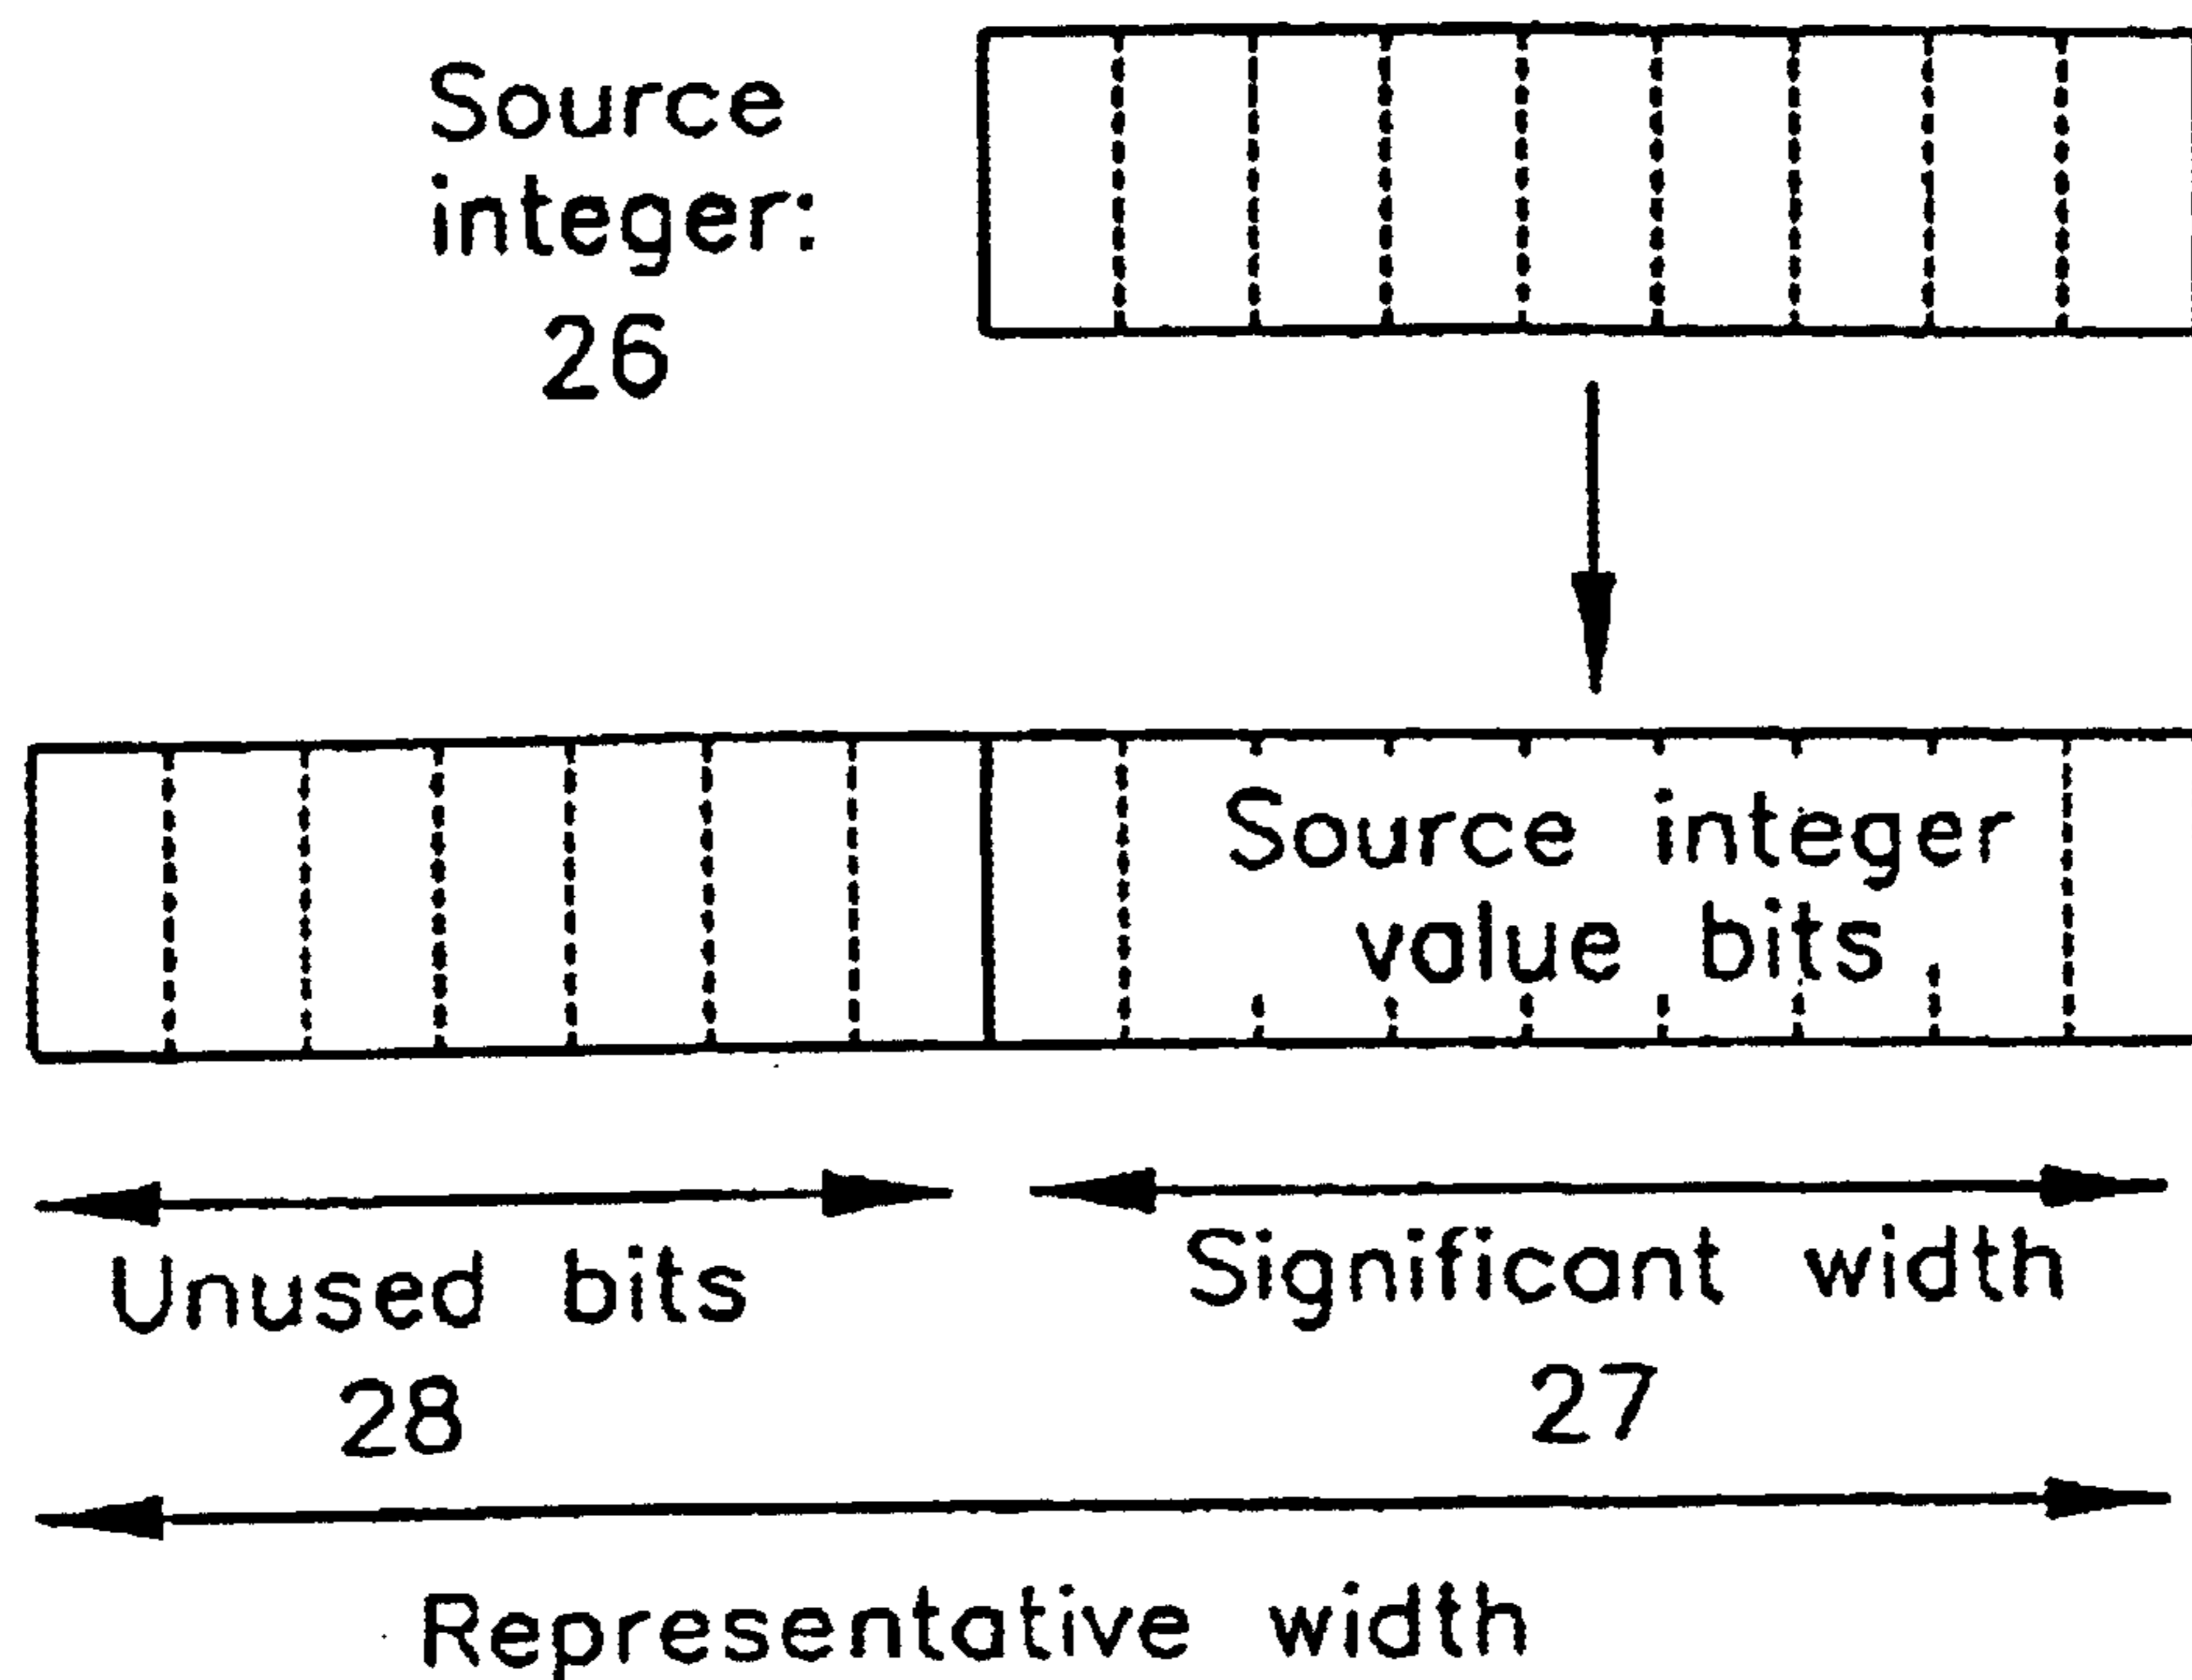 Source
integer:
26
Source integer
value bits
Unused bits
Significant width
28
27
Representative width